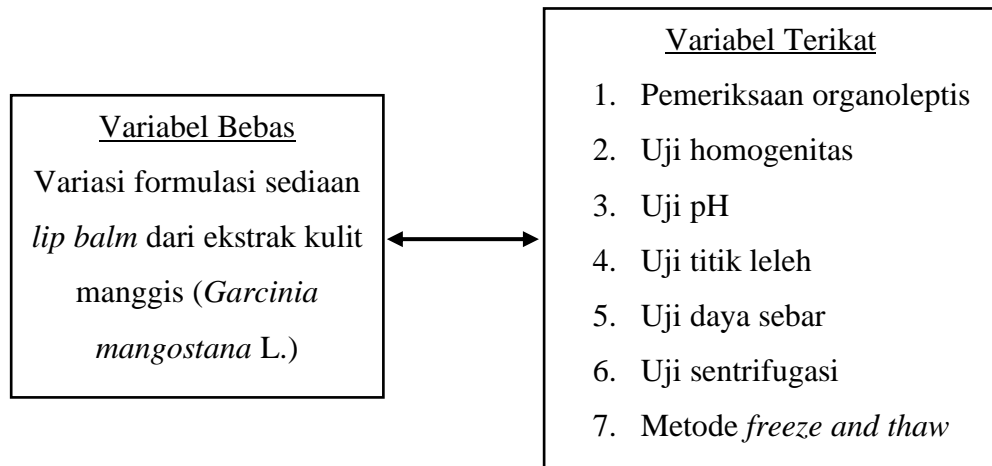 Variabel Bebas
Variasi formulasi sediaan
lip balm dari ekstrak kulit
manggis (Garcinia
mangostana L.)
Variabel Terikat
1. Pemeriksaan organoleptis
2. Uji homogenitas
3. Uji pH
4. Uji titik leleh
5. Uji daya sebar
6. Uji sentrifugasi
7. Metode freeze and thaw